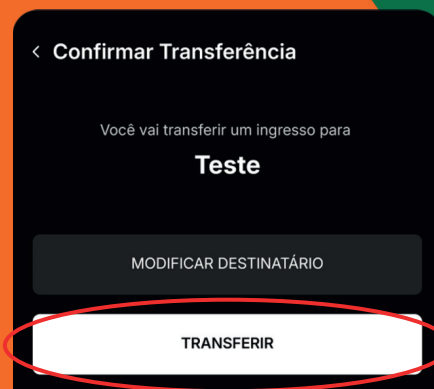 < Confirmar Transferência
Você vai transferir um ingresso para
Teste
MODIFICAR DESTINATÁRIO
TRANSFERIR